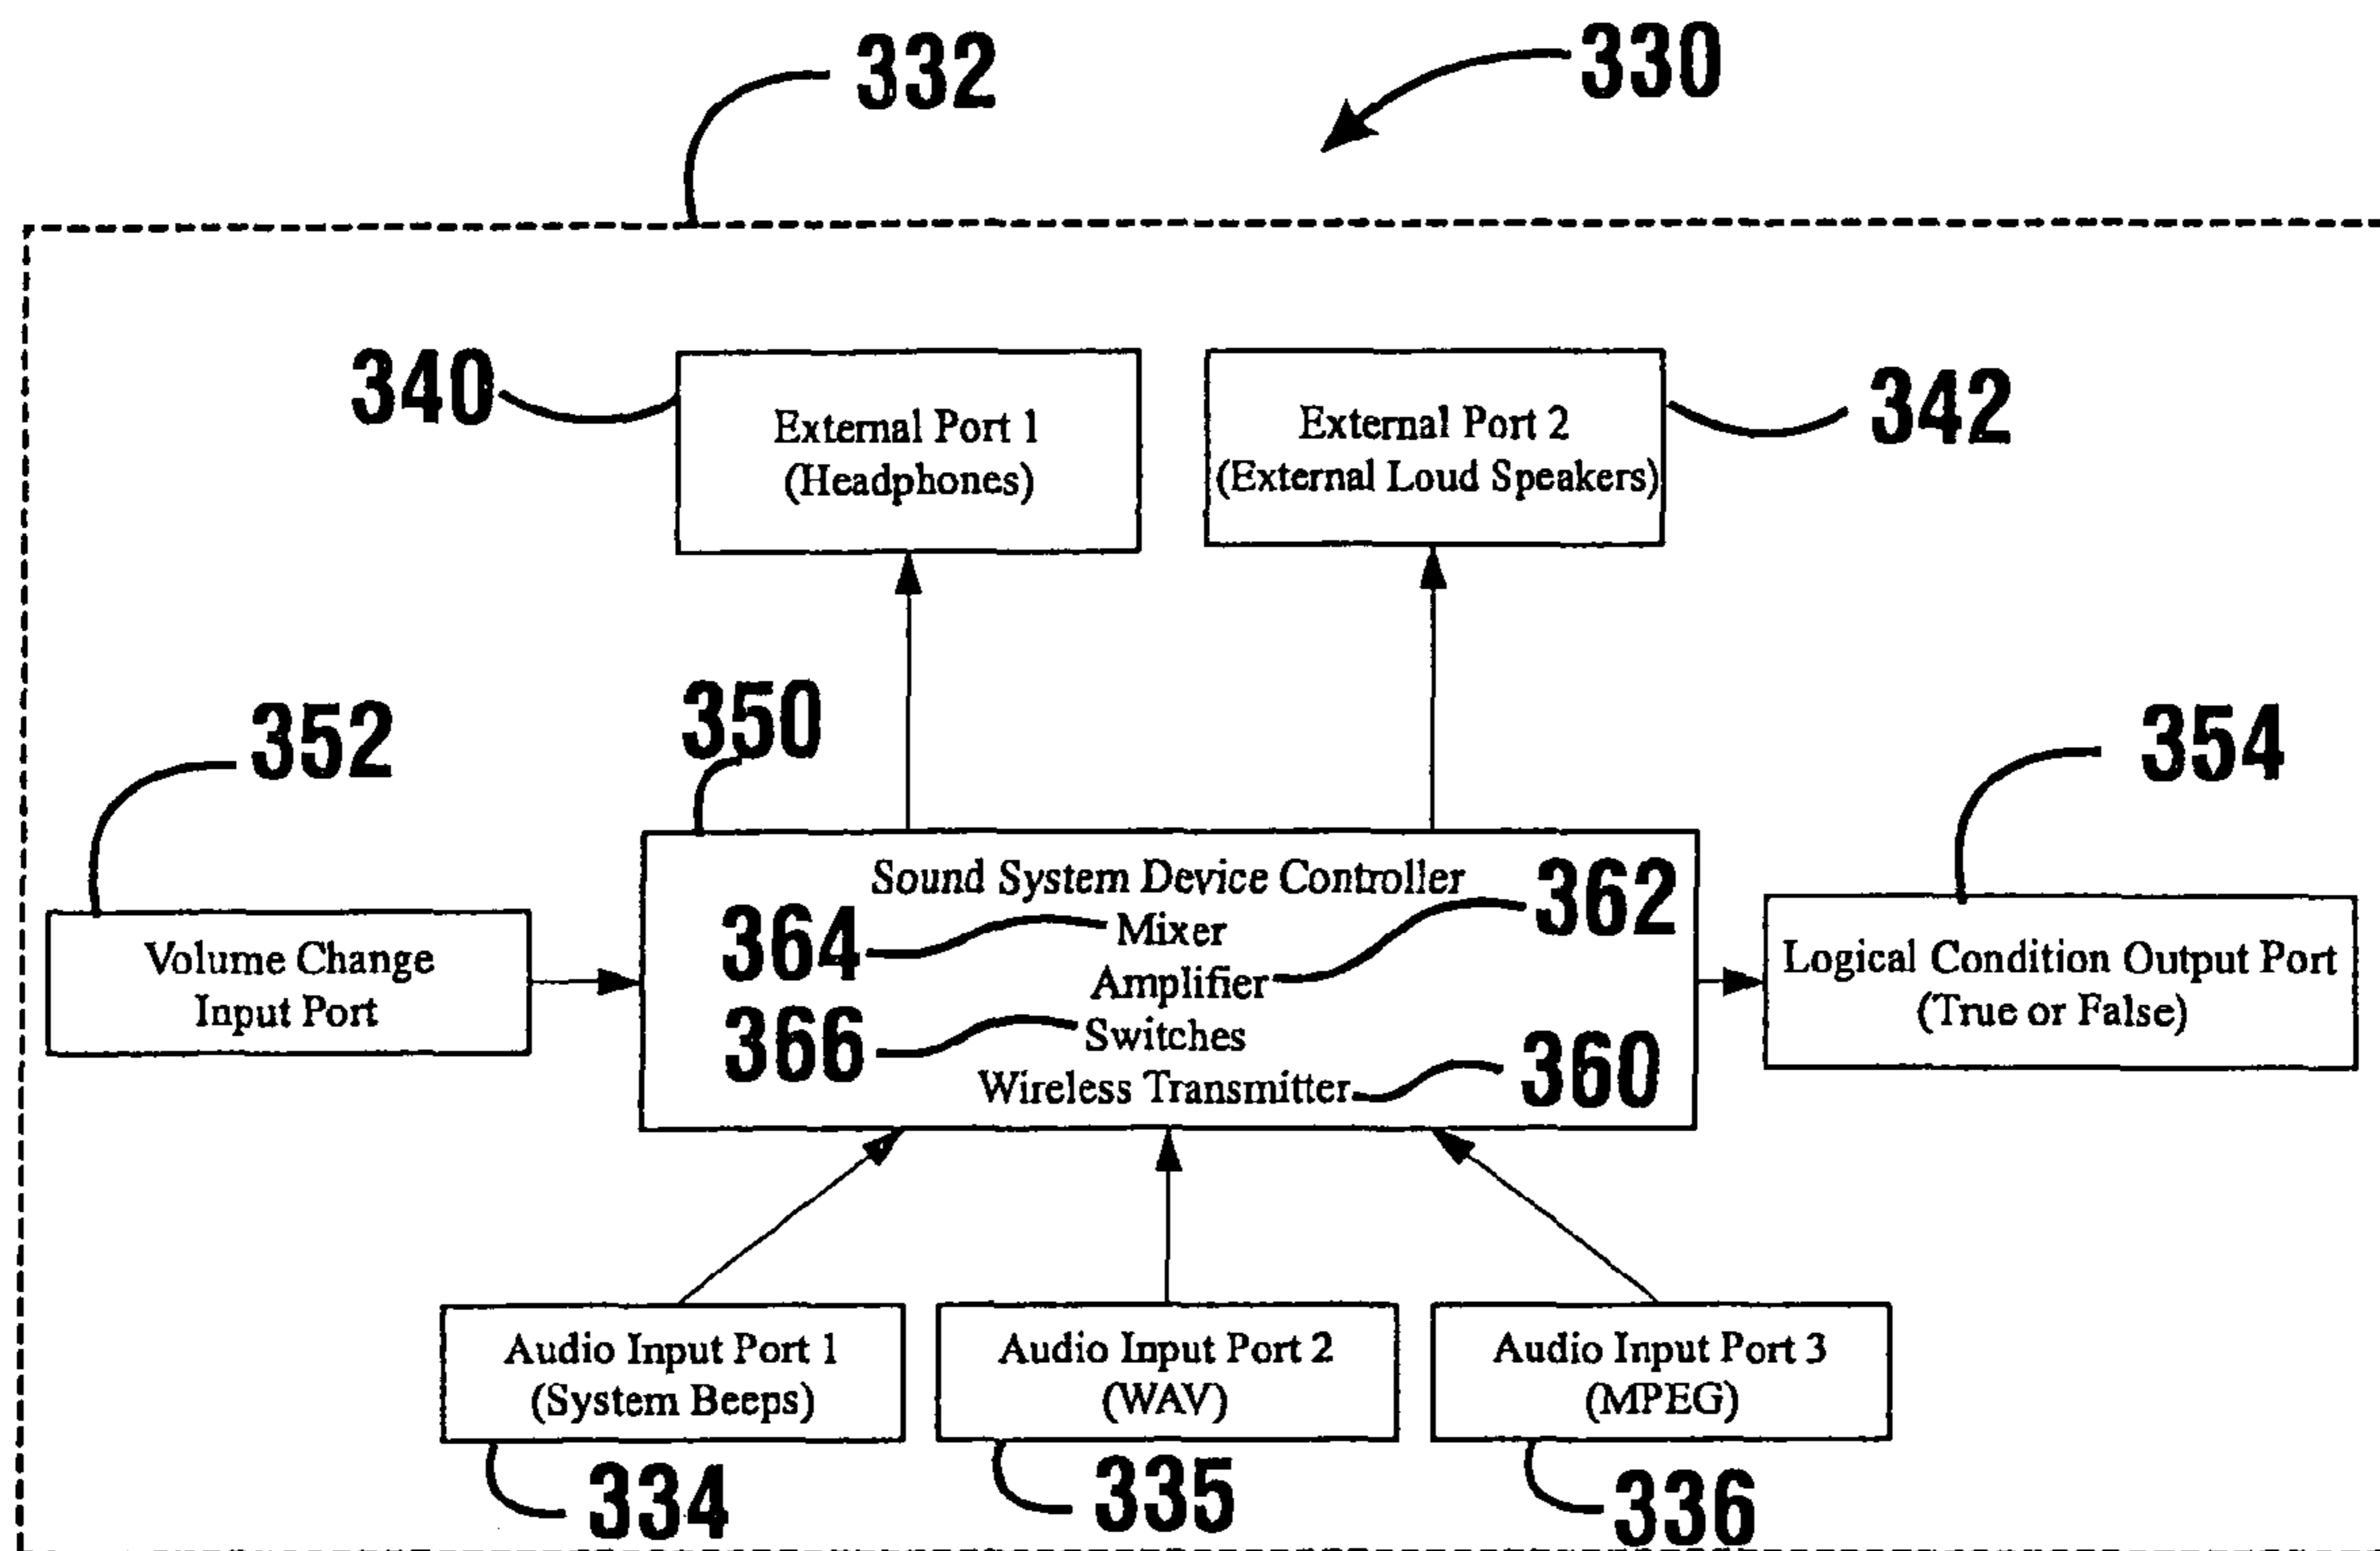 332
330
340
External Port 1
(Headphones)
External Port 2
(External Loud Speakers)
342
352
350
354
Volume Change
Input Port
Sound System Device Controller
362
364
Mixer
Amplifier
366
Switches
Wireless Transmitter
360
Logical Condition Output Port
(True or False)
Audio Input Port 1
(System Beeps)
Audio Input Port 2
(WAV)
Audio Input Port 3
(MPEG)
334
335
336